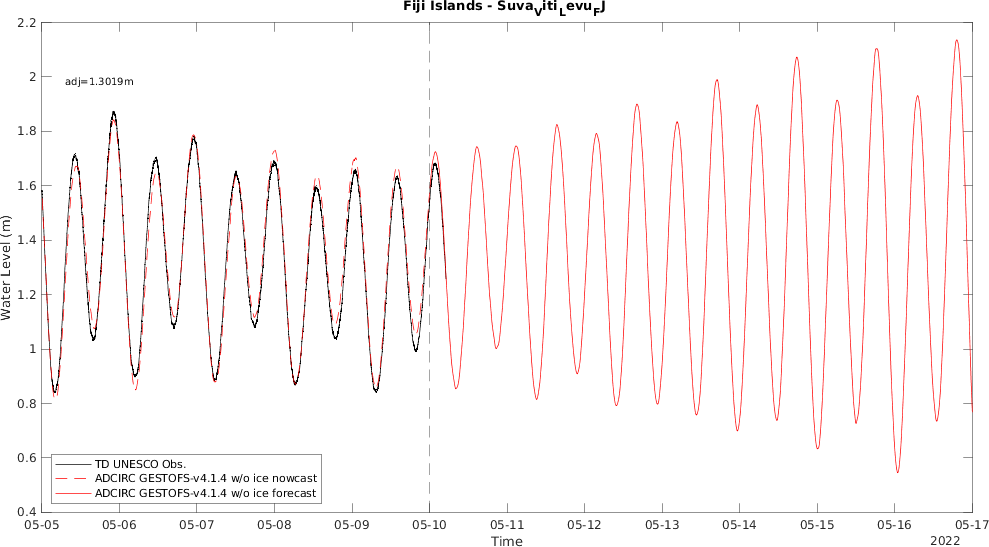 Fiji Islands - SuvaVitiLevuFJ
2.2
2
1.8
1.6
1.4
1.2
1
0.8
0.6
0.4
Water Level (m)
adj=1.3019m
TD UNESCO Obs.
ADCIRC GESTOFS-v4.1.4 w/o ice nowcast
ADCIRC GESTOFS-v4.1.4 w/o ice forecast
05-05 05-06 05-07 05-08 05-09 05-10 05-11 05-12 05-13 05-14 05-15 05-16 05-17
Time
2022